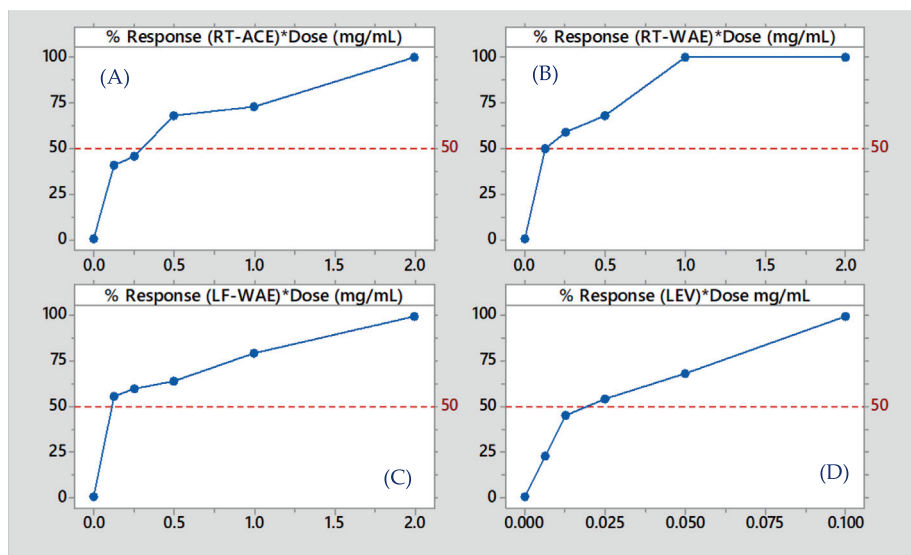 % Response (RT-ACE)*Dose (mg/mL)
(A)
100
75
50
25
0
50
0.0 0.5 1.0 1.5 2.0
% Response (RT-WAE)*Dose (mg/mL)
(B)
100
75
50
25
0
50
0.0 0.5 1.0 1.5 2.0
% Response (LF-WAE)*Dose (mg/mL)
100
75
50
25
0
50
(C)
0.0 0.5 1.0 1.5 2.0
% Response (LEV)*Dose mg/mL
100
75
50
25
0
50
(D)
0.000 0.025 0.050 0.075 0.100